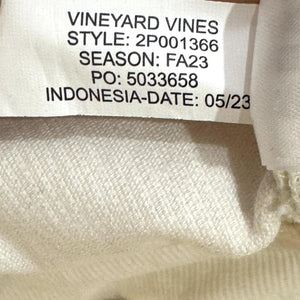 VINEYARD VINES
STYLE: 2P001366
SEASON: FA23
PO: 5033658
INDONESIA-DATE: 05/23